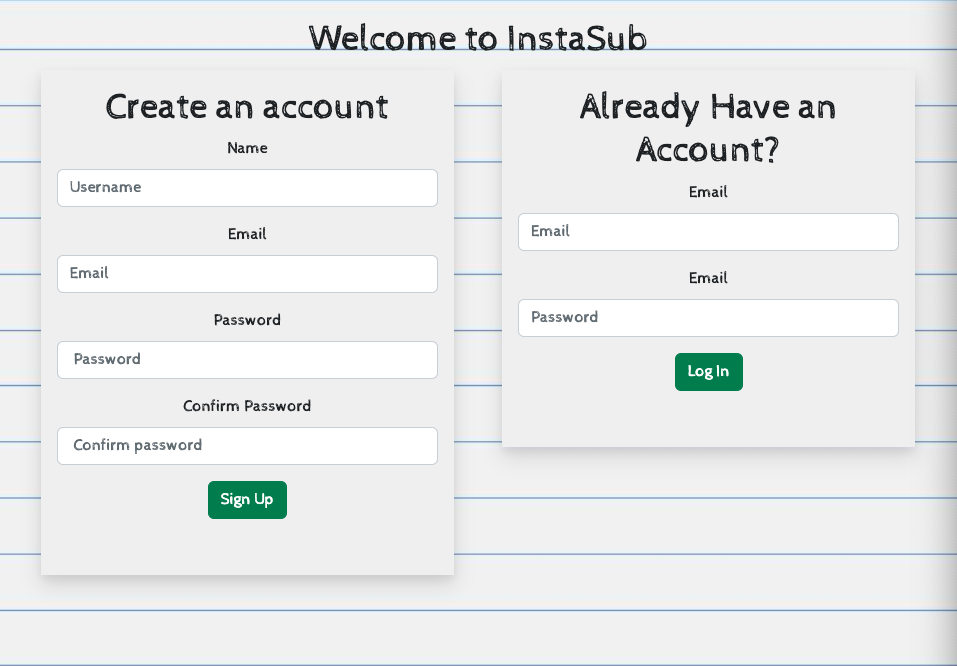 Welcome to InstaSub
Create an account
Name
Username
Email
Email
Password
Password
Confirm Password
Confirm password
Sign Up
Already Have an
Account?
Email
Email
Email
Password
Log In